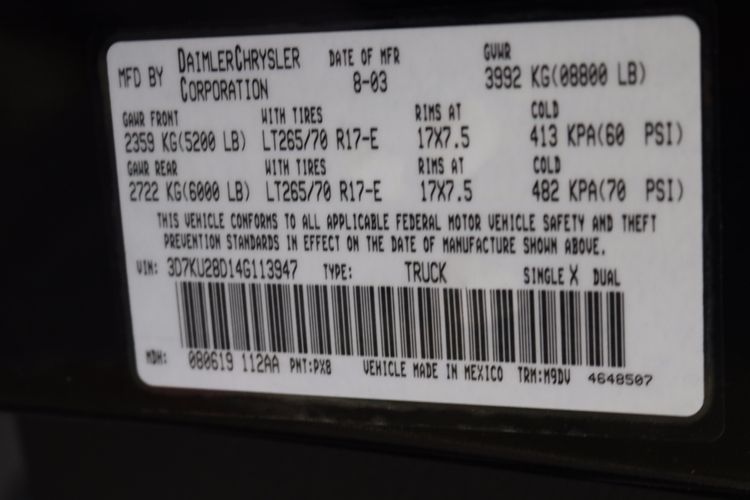 MFD BY DAIMLERCHRYSLER CORPORATION DATE OF MFR 8-03 GVWR 3992 KG(08800 LB)
GAWR FRONT WITH TIRES RIMS AT COLD
2359 KG(5200 LB) LT265/70 R17-E 17X7.5 413 KPA(60 PSI)
GAWR REAR WITH TIRES RIMS AT COLD
2722 KG(6000 LB) LT265/70 R17-E 17X7.5 482 KPA(70 PSI)
THIS VEHICLE CONFORMS TO ALL APPLICABLE FEDERAL MOTOR VEHICLE SAFETY AND THEFT
PREVENTION STANDARDS IN EFFECT ON THE DATE OF MANUFACTURE SHOWN ABOVE.
VIN: 3D7KU28D14G113947 TYPE: TRUCK SINGLE X DUAL
MDH: 080619 112AA PNT:PX8 VEHICLE MADE IN MEXICO TRM:M9DV 4648507